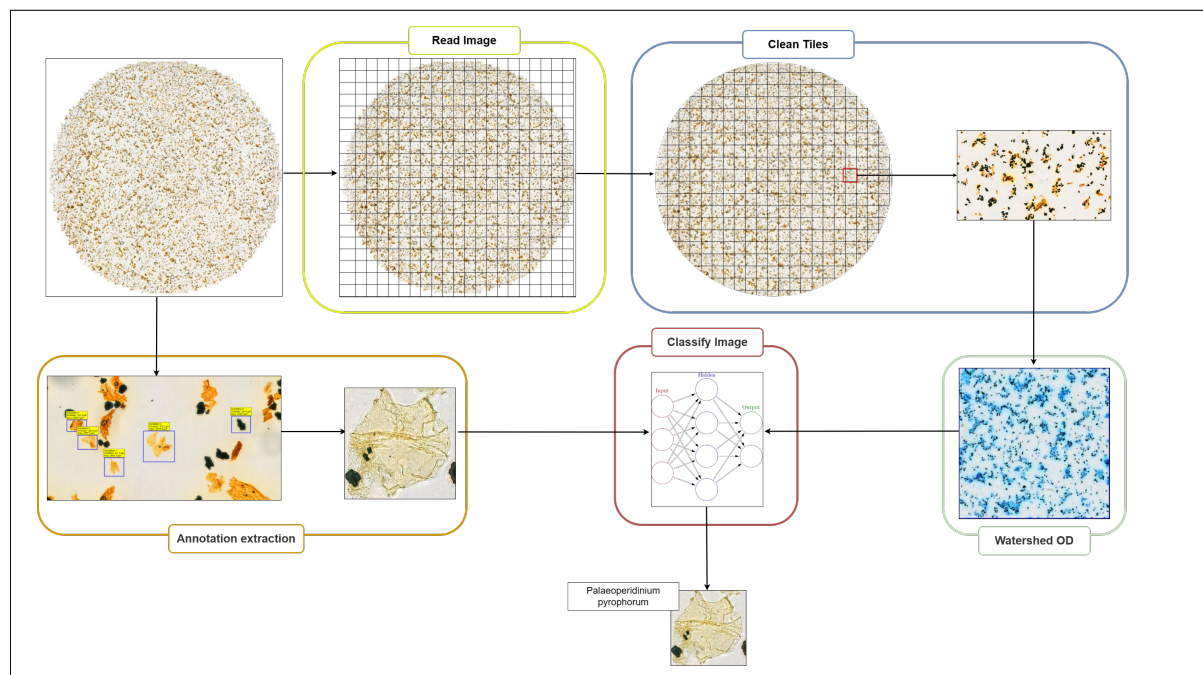 Read Image
Clean Tiles
Classify Image
Input
Hidden
Output
Annotation extraction
Watershed OD
Palaeoperidinium
pyrophorum